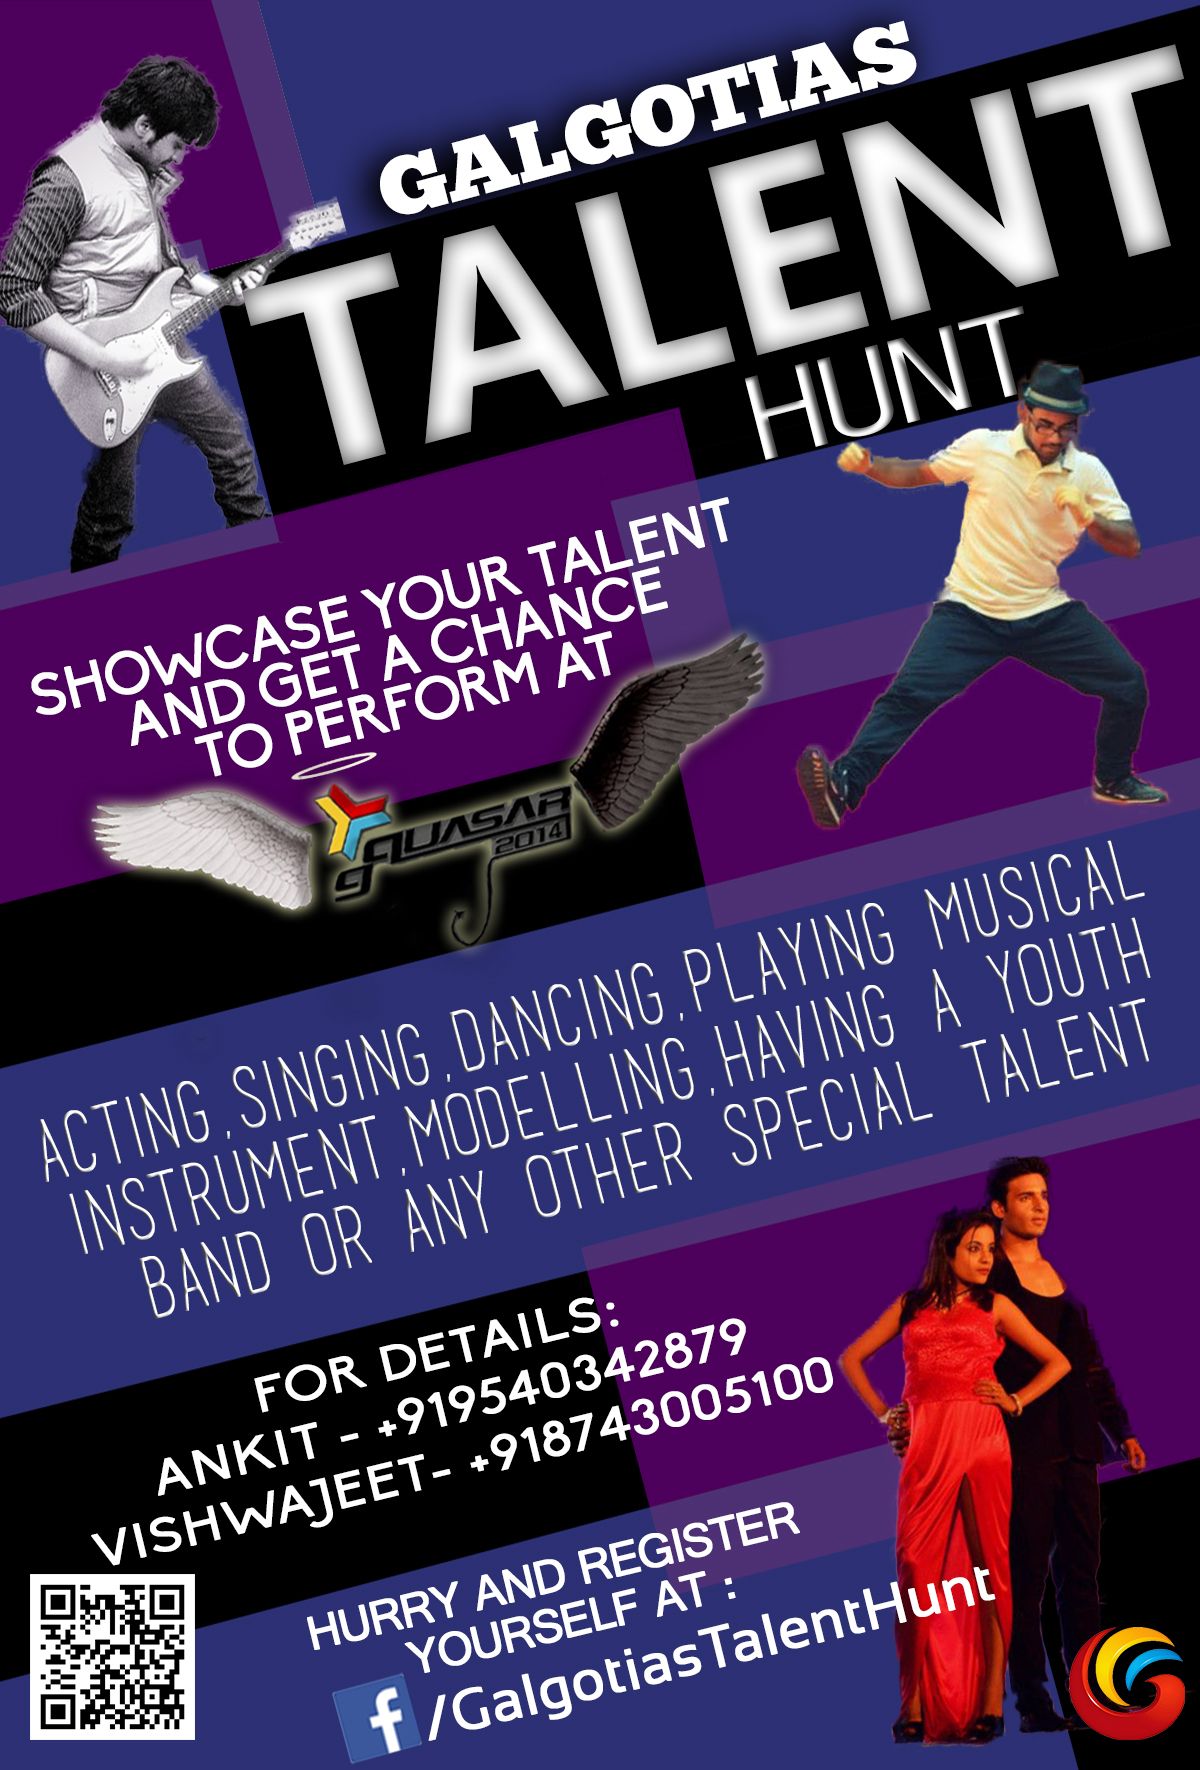 GALGOTIAS
TALENT
HUNT
SHOWCASE YOUR TALENT
AND GET A CHANCE
TO PERFORM AT
gQUASAR
2014
ACTING,SINGING,DANCING,PLAYING MUSICAL
INSTRUMENT,MODELLING,HAVING A YOUTH
BAND OR ANY OTHER SPECIAL TALENT
FOR DETAILS:
ANKIT - +919540342879
VISHWAJEET- +918743005100
HURRY AND REGISTER
YOURSELF AT :
f/GalgotiasTalentHunt